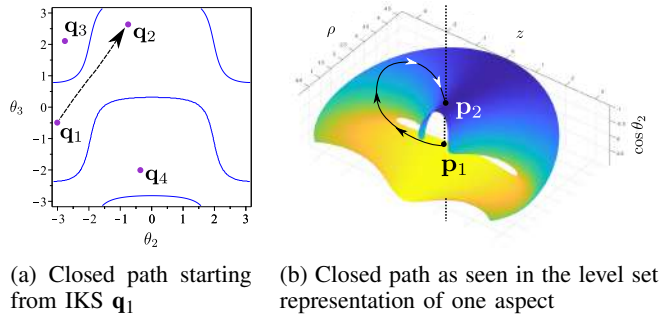 3
2
1
0
−1
−2
−3
θ₃
−3
−2
−1
0
1
2
3
θ₂
q₃
q₂
q₁
q₄
ρ
z
cos θ₂
p₂
p₁
(a) Closed path starting
from IKS q₁
(b) Closed path as seen in the level set
representation of one aspect